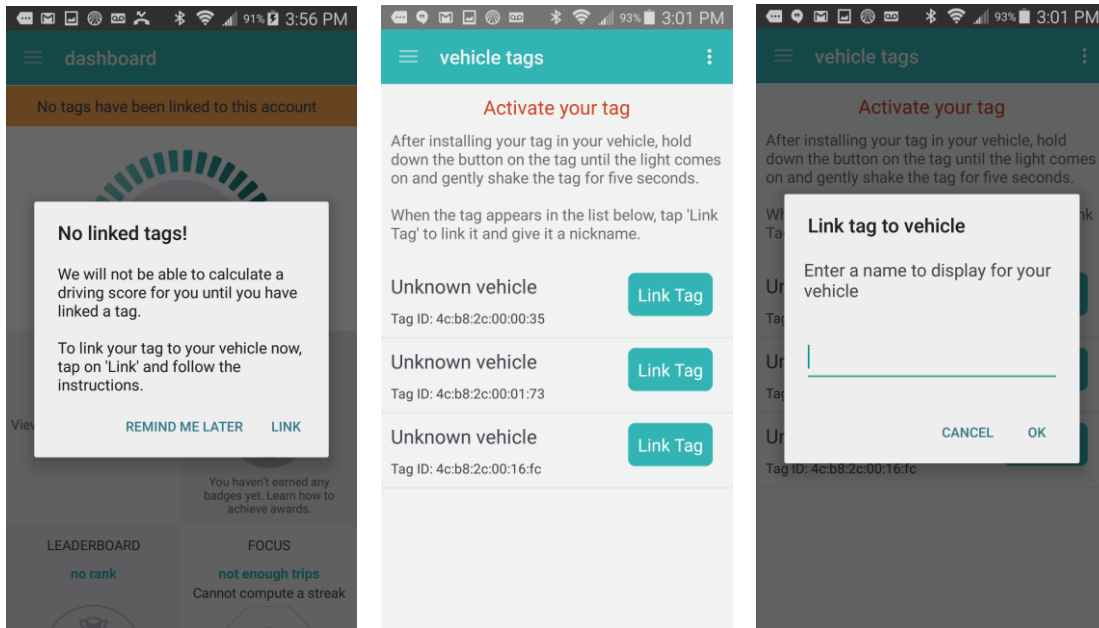 91% 3:56 PM
dashboard
No tags have been linked to this account
No linked tags!
We will not be able to calculate a
driving score for you until you have
linked a tag.
To link your tag to your vehicle now,
tap on 'Link' and follow the
instructions.
REMIND ME LATER LINK
View
You haven't earned any
badges yet. Learn how to
achieve awards.
LEADERBOARD FOCUS
no rank not enough trips
Cannot compute a streak
93% 3:01 PM
vehicle tags
Activate your tag
After installing your tag in your vehicle, hold
down the button on the tag until the light comes
on and gently shake the tag for five seconds.
When the tag appears in the list below, tap 'Link
Tag' to link it and give it a nickname.
Unknown vehicle
Link Tag
Tag ID: 4c:b8:2c:00:00:35
Unknown vehicle
Link Tag
Tag ID: 4c:b8:2c:00:01:73
Unknown vehicle
Link Tag
Tag ID: 4c:b8:2c:00:16:fc
93% 3:01 PM
vehicle tags
Activate your tag
After installing your tag in your vehicle, hold
down the button on the tag until the light comes
on and gently shake the tag for five seconds.
Link tag to vehicle
Enter a name to display for your
vehicle
CANCEL OK
Tag ID: 4c:b8:2c:00:16:fc